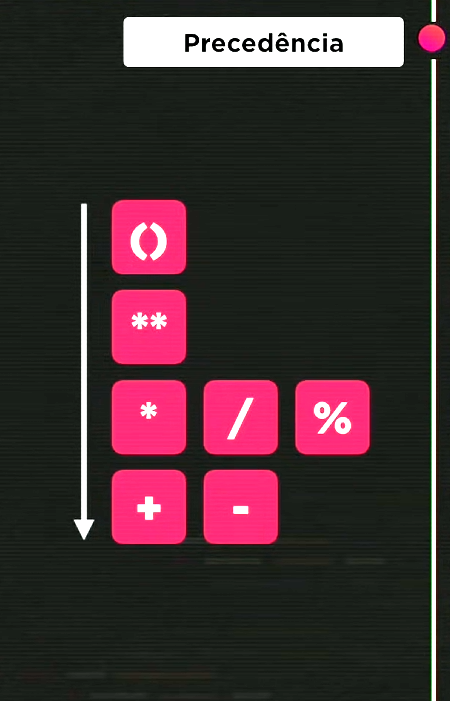 Precedência
()
**
* / %
+ -